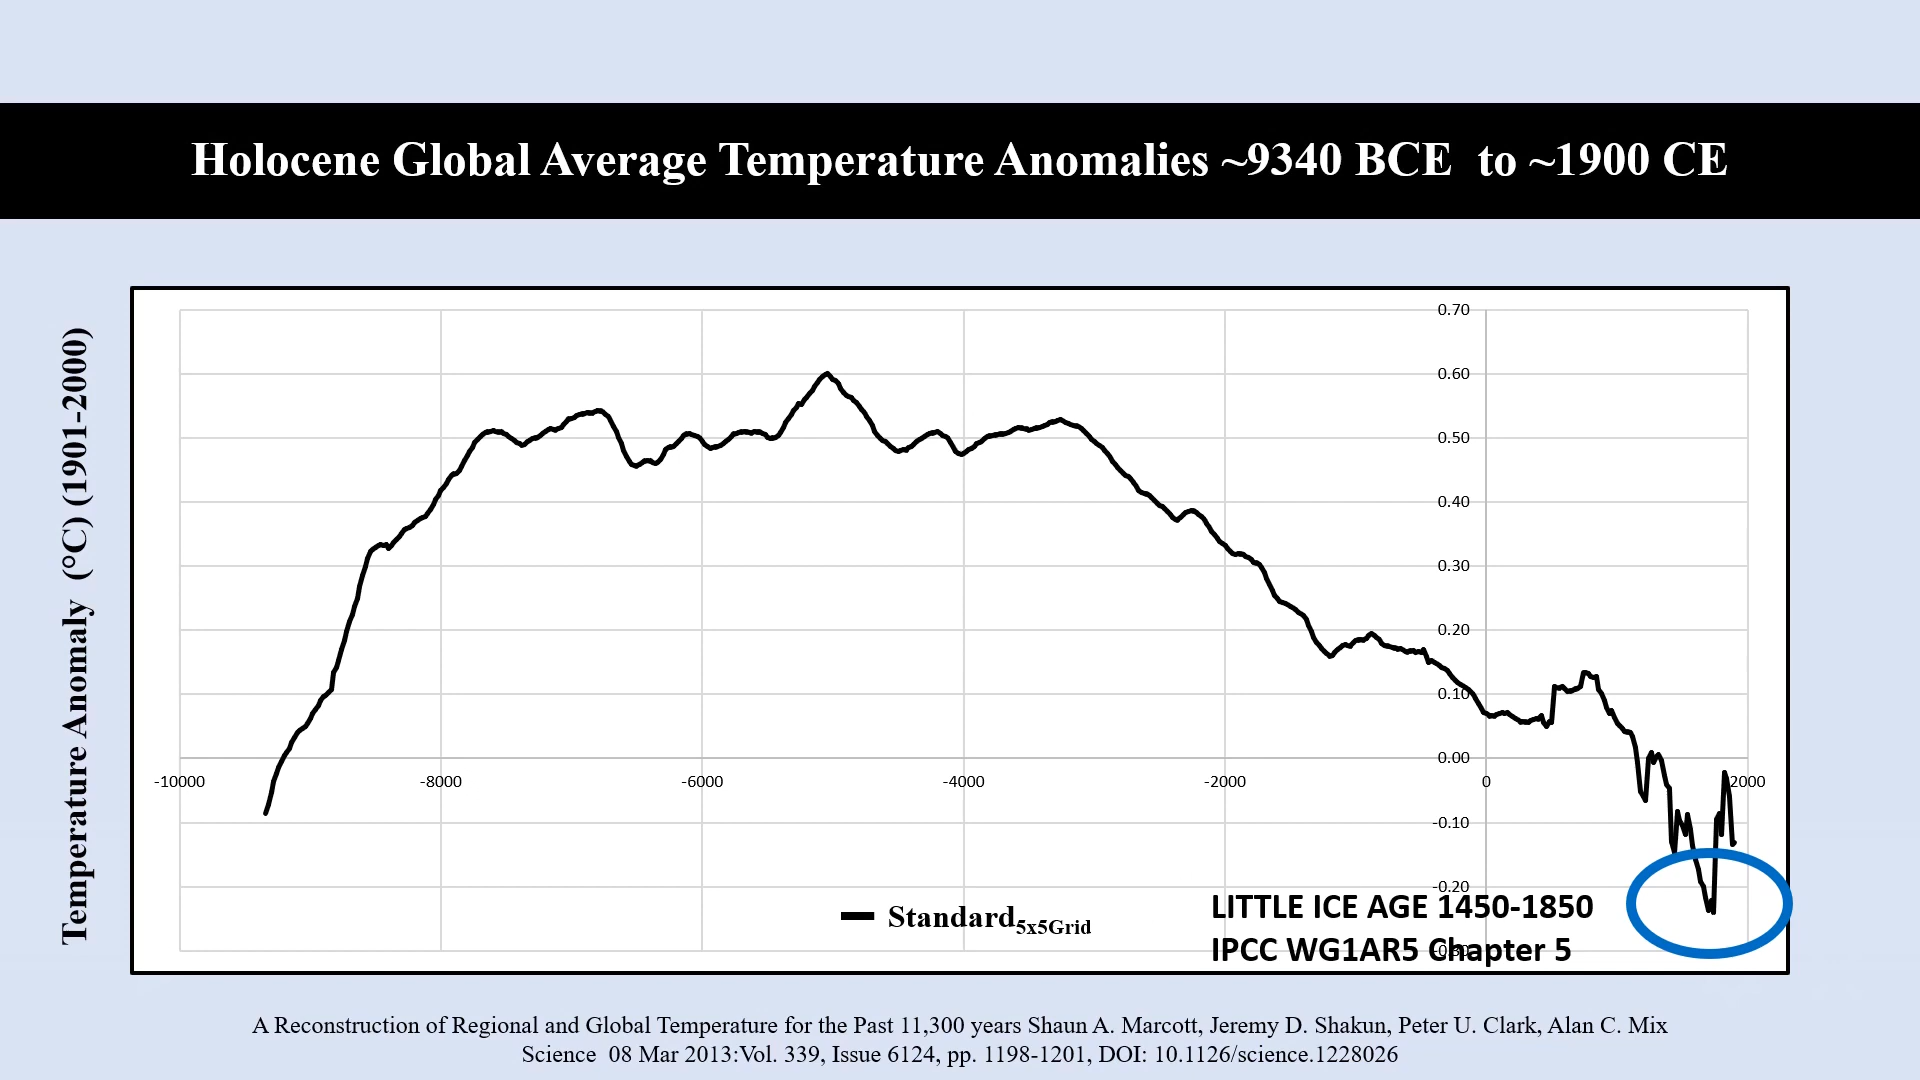 Holocene Global Average Temperature Anomalies ~9340 BCE to ~1900 CE
Temperature Anomaly (°C) (1901-2000)
0.70
0.60
0.50
0.40
0.30
0.20
0.10
0.00
-10000 -8000 -6000 -4000 -2000 0 2000
-0.10
-0.20
Standard5x5Grid
LITTLE ICE AGE 1450-1850
-0.30
IPCC WG1AR5 Chapter 5
A Reconstruction of Regional and Global Temperature for the Past 11,300 years Shaun A. Marcott, Jeremy D. Shakun, Peter U. Clark, Alan C. Mix
Science 08 Mar 2013:Vol. 339, Issue 6124, pp. 1198-1201, DOI: 10.1126/science.1228026